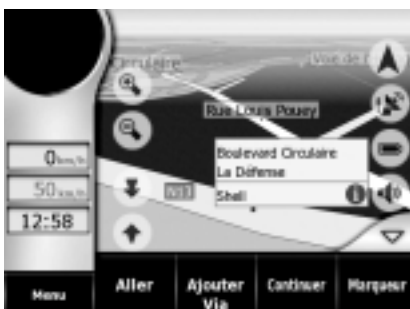 Circulaire
Rue Louis Pouey
Boulevard Circulaire
La Défense
Shell
0 km/h
50 km/h
12:58
Menu
Aller
Ajouter
Via
Continuer
Marqueur